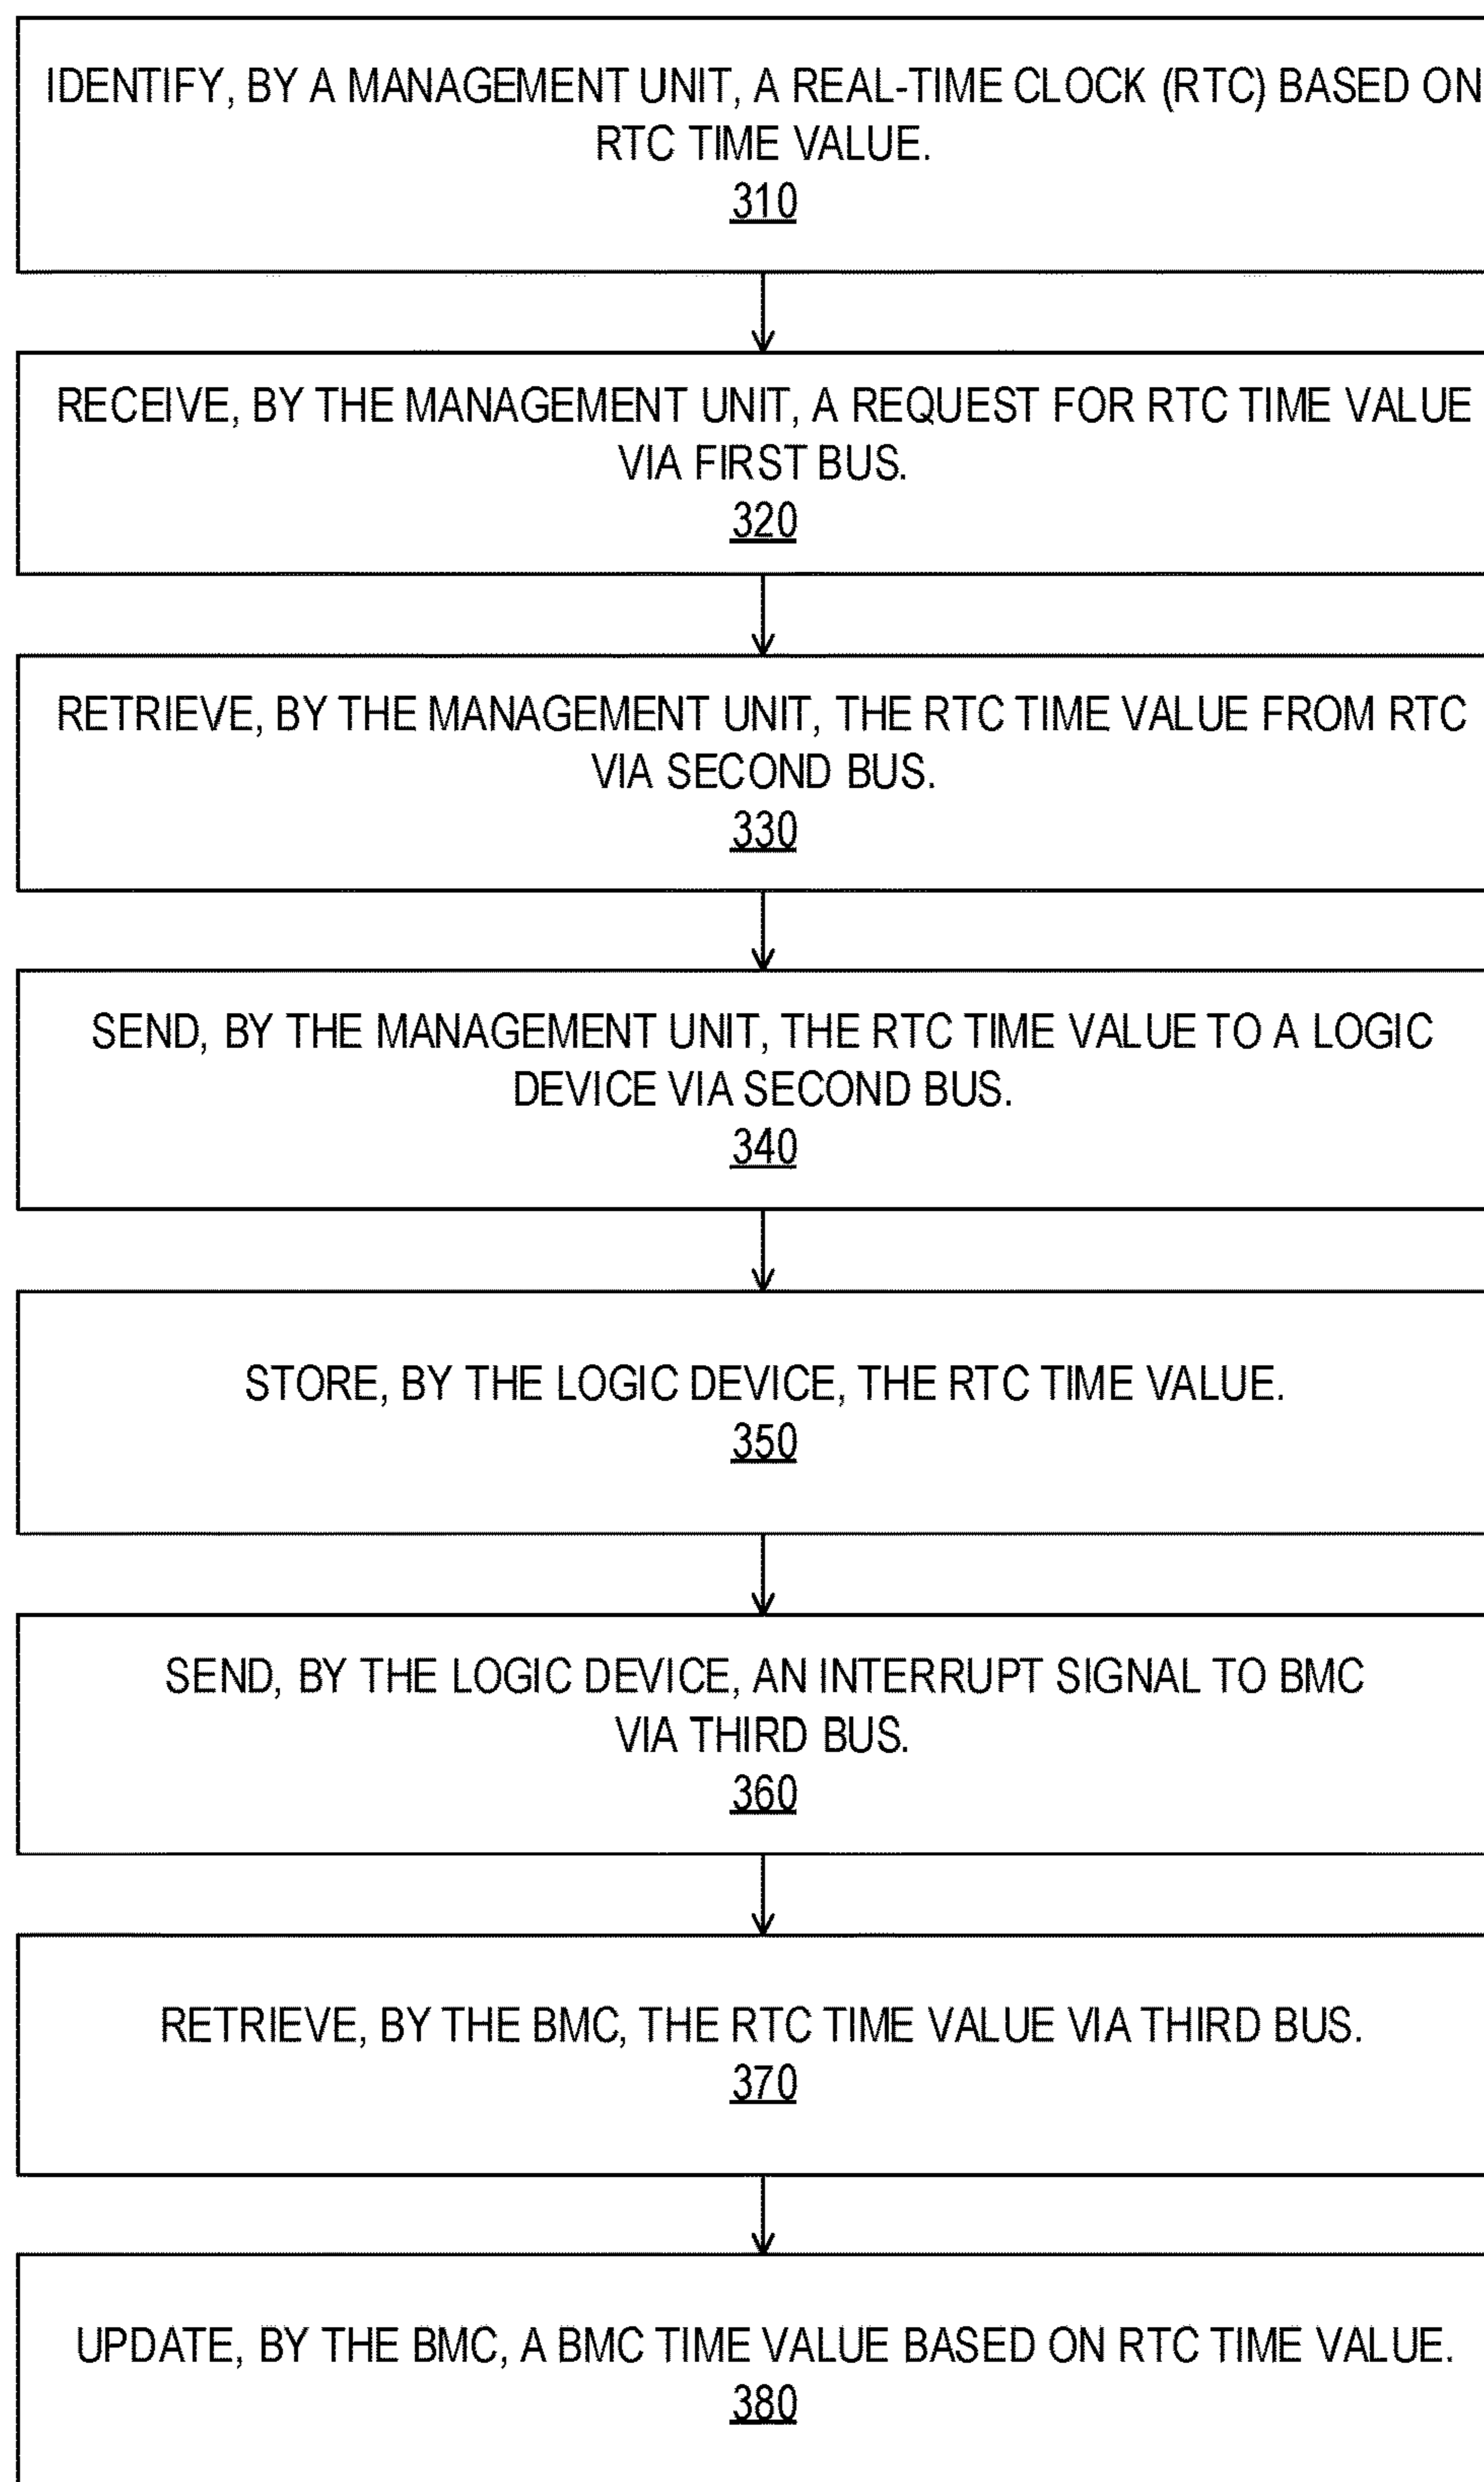 IDENTIFY, BY A MANAGEMENT UNIT, A REAL-TIME CLOCK (RTC) BASED ON
RTC TIME VALUE.
310
RECEIVE, BY THE MANAGEMENT UNIT, A REQUEST FOR RTC TIME VALUE
VIA FIRST BUS.
320
RETRIEVE, BY THE MANAGEMENT UNIT, THE RTC TIME VALUE FROM RTC
VIA SECOND BUS.
330
SEND, BY THE MANAGEMENT UNIT, THE RTC TIME VALUE TO A LOGIC
DEVICE VIA SECOND BUS.
340
STORE, BY THE LOGIC DEVICE, THE RTC TIME VALUE.
350
SEND, BY THE LOGIC DEVICE, AN INTERRUPT SIGNAL TO BMC
VIA THIRD BUS.
360
RETRIEVE, BY THE BMC, THE RTC TIME VALUE VIA THIRD BUS.
370
UPDATE, BY THE BMC, A BMC TIME VALUE BASED ON RTC TIME VALUE.
380